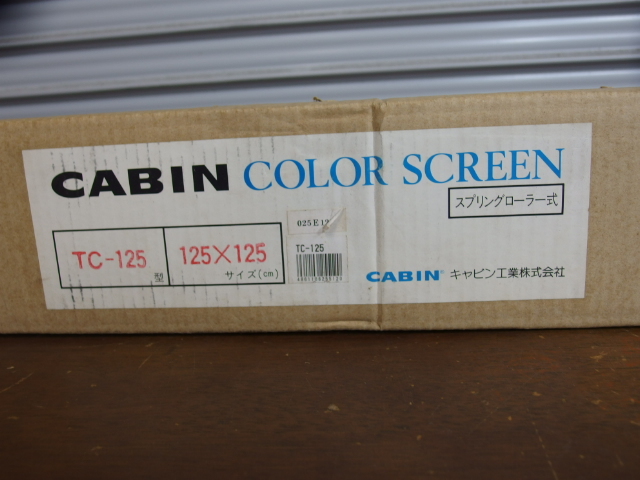 CABIN COLOR SCREEN
スプリングローラー式
TC-125 型
125×125
サイズ(cm)
TC-125
CABIN® キャビン工業株式会社